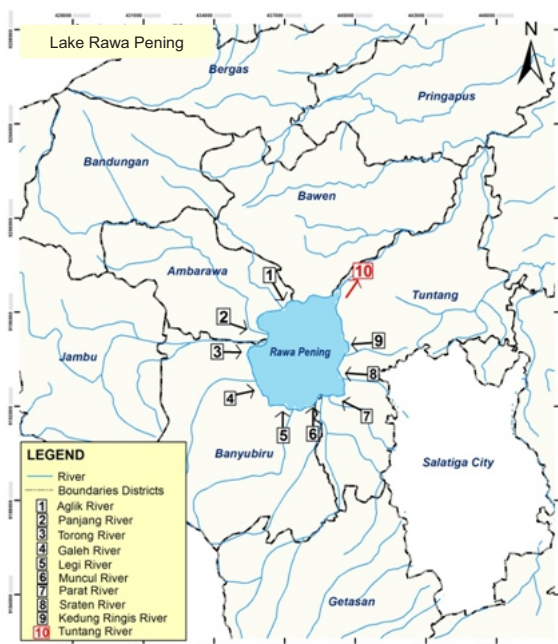 Lake Rawa Pening
N
Bergas
Pringapus
Bandungan
Bawen
Ambarawa
1
10
2
Tuntang
Jambu
3
Rawa Pening
9
8
4
7
5
6
Banyubiru
Salatiga City
Getasan
LEGEND
River
Boundaries Districts
1 Aglik River
2 Panjang River
3 Torong River
4 Galeh River
5 Legi River
6 Muncul River
7 Parat River
8 Sraten River
9 Kedung Ringis River
10 Tuntang River